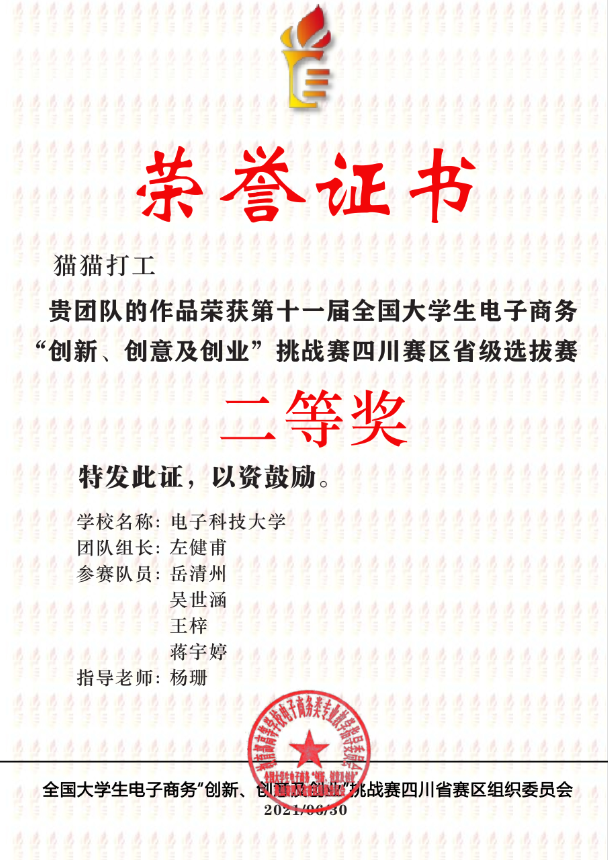 荣誉证书
猫猫打工
贵团队的作品荣获第十一届全国大学生电子商务
“创新、创意及创业”挑战赛四川赛区省级选拔赛
二等奖
特发此证，以资鼓励。
学校名称：电子科技大学
团队组长：左健甫
参赛队员：岳清州
吴世涵
王梓
蒋宇婷
指导老师：杨珊
全国大学生电子商务“创新、创意及创业”挑战赛四川省赛区组织委员会
2021/06/30